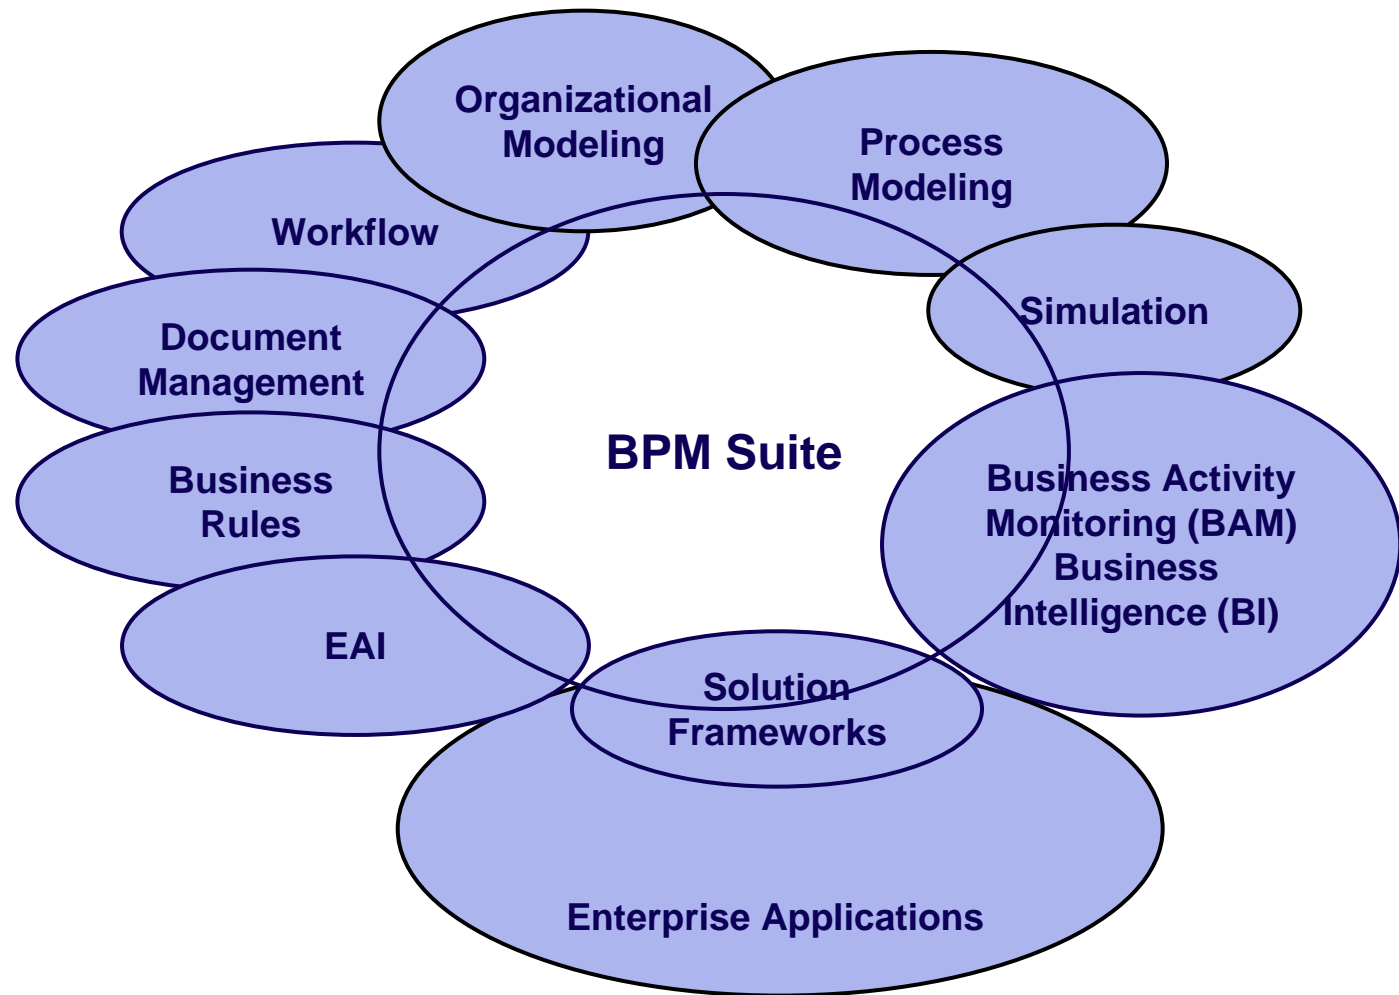 Organizational
Modeling
Process
Modeling
Workflow
Simulation
Document
Management
BPM Suite
Business
Rules
Business Activity
Monitoring (BAM)
Business
Intelligence (BI)
EAI
Solution
Frameworks
Enterprise Applications